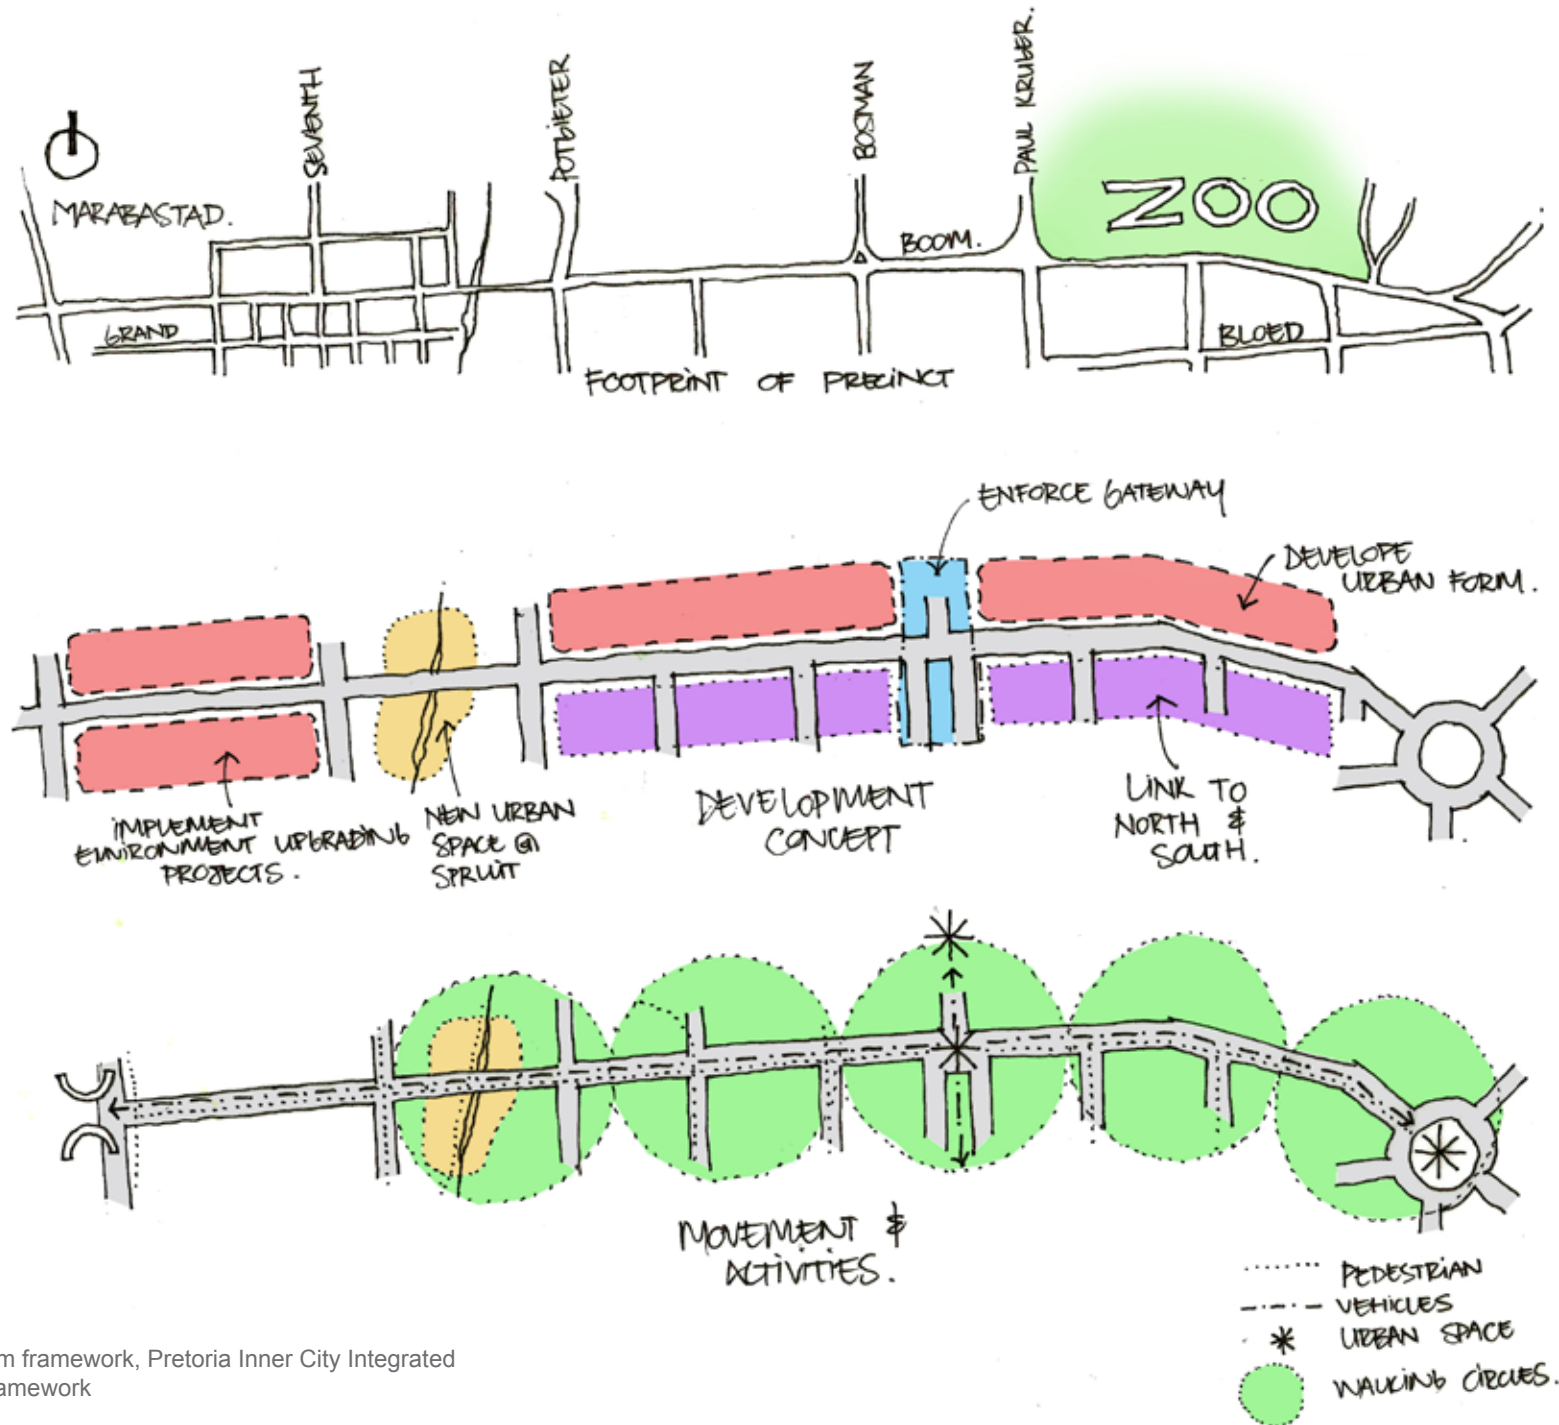 SEVENTH
POTGIETER
BOSMAN
PAUL KRUGER.
MARABASTAD.
ZOO
BOOM.
GRAND
BLOED
FOOTPRINT OF PRECINCT
ENFORCE GATEWAY
DEVELOPE
URBAN FORM.
IMPLEMENT
ENVIRONMENT UPGRADING
PROJECTS.
NEW URBAN
SPACE @
SPRUIT
DEVELOPMENT
CONCEPT
LINK TO
NORTH &
SOUTH.
MOVEMENT &
ACTIVITIES.
PEDESTRIAN
VEHICLES
URBAN SPACE
WALKING CIRCLES.
m framework, Pretoria Inner City Integrated
amework